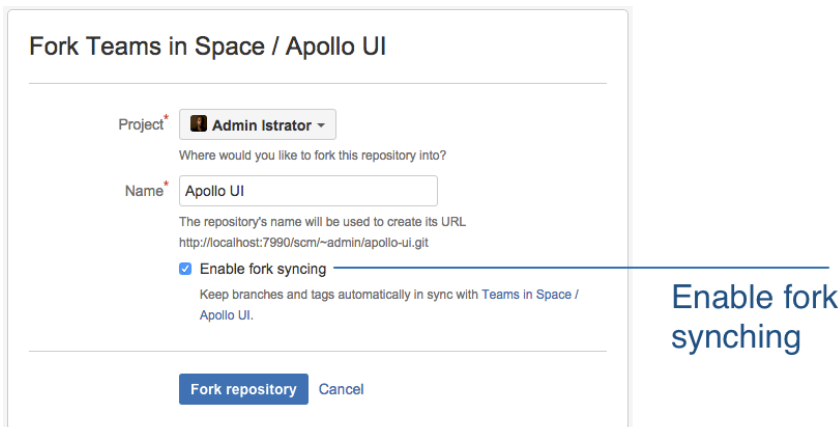 Fork Teams in Space / Apollo UI
Project* Admin Istrator
Where would you like to fork this repository into?
Name* Apollo UI
The repository's name will be used to create its URL
http://localhost:7990/scm/~admin/apollo-ui.git
Enable fork syncing
Keep branches and tags automatically in sync with Teams in Space /
Apollo UI.
Fork repository Cancel
Enable fork
synching